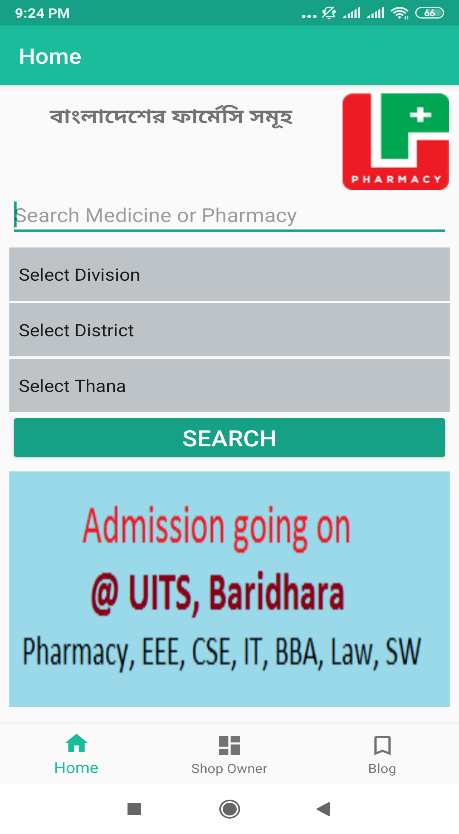 9:24 PM
66
Home
বাংলাদেশের ফার্মেসি সমূহ
PHARMACY
Search Medicine or Pharmacy
Select Division
Select District
Select Thana
SEARCH
Admission going on
@ UITS, Baridhara
Pharmacy, EEE, CSE, IT, BBA, Law, SW
Home
Shop Owner
Blog